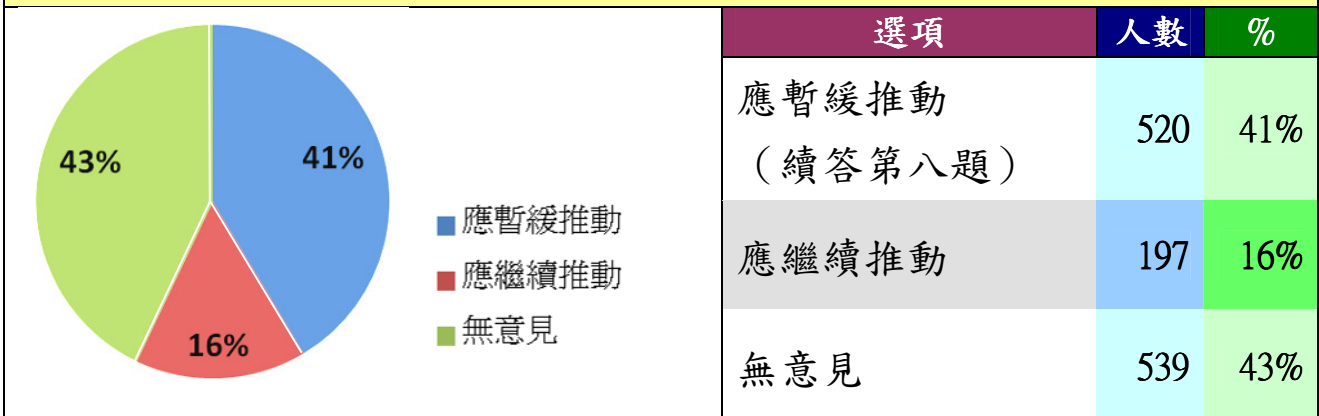 43%
41%
16%
應暫緩推動
應繼續推動
無意見
選項 人數 %
應暫緩推動
（續答第八題） 520 41%
應繼續推動 197 16%
無意見 539 43%